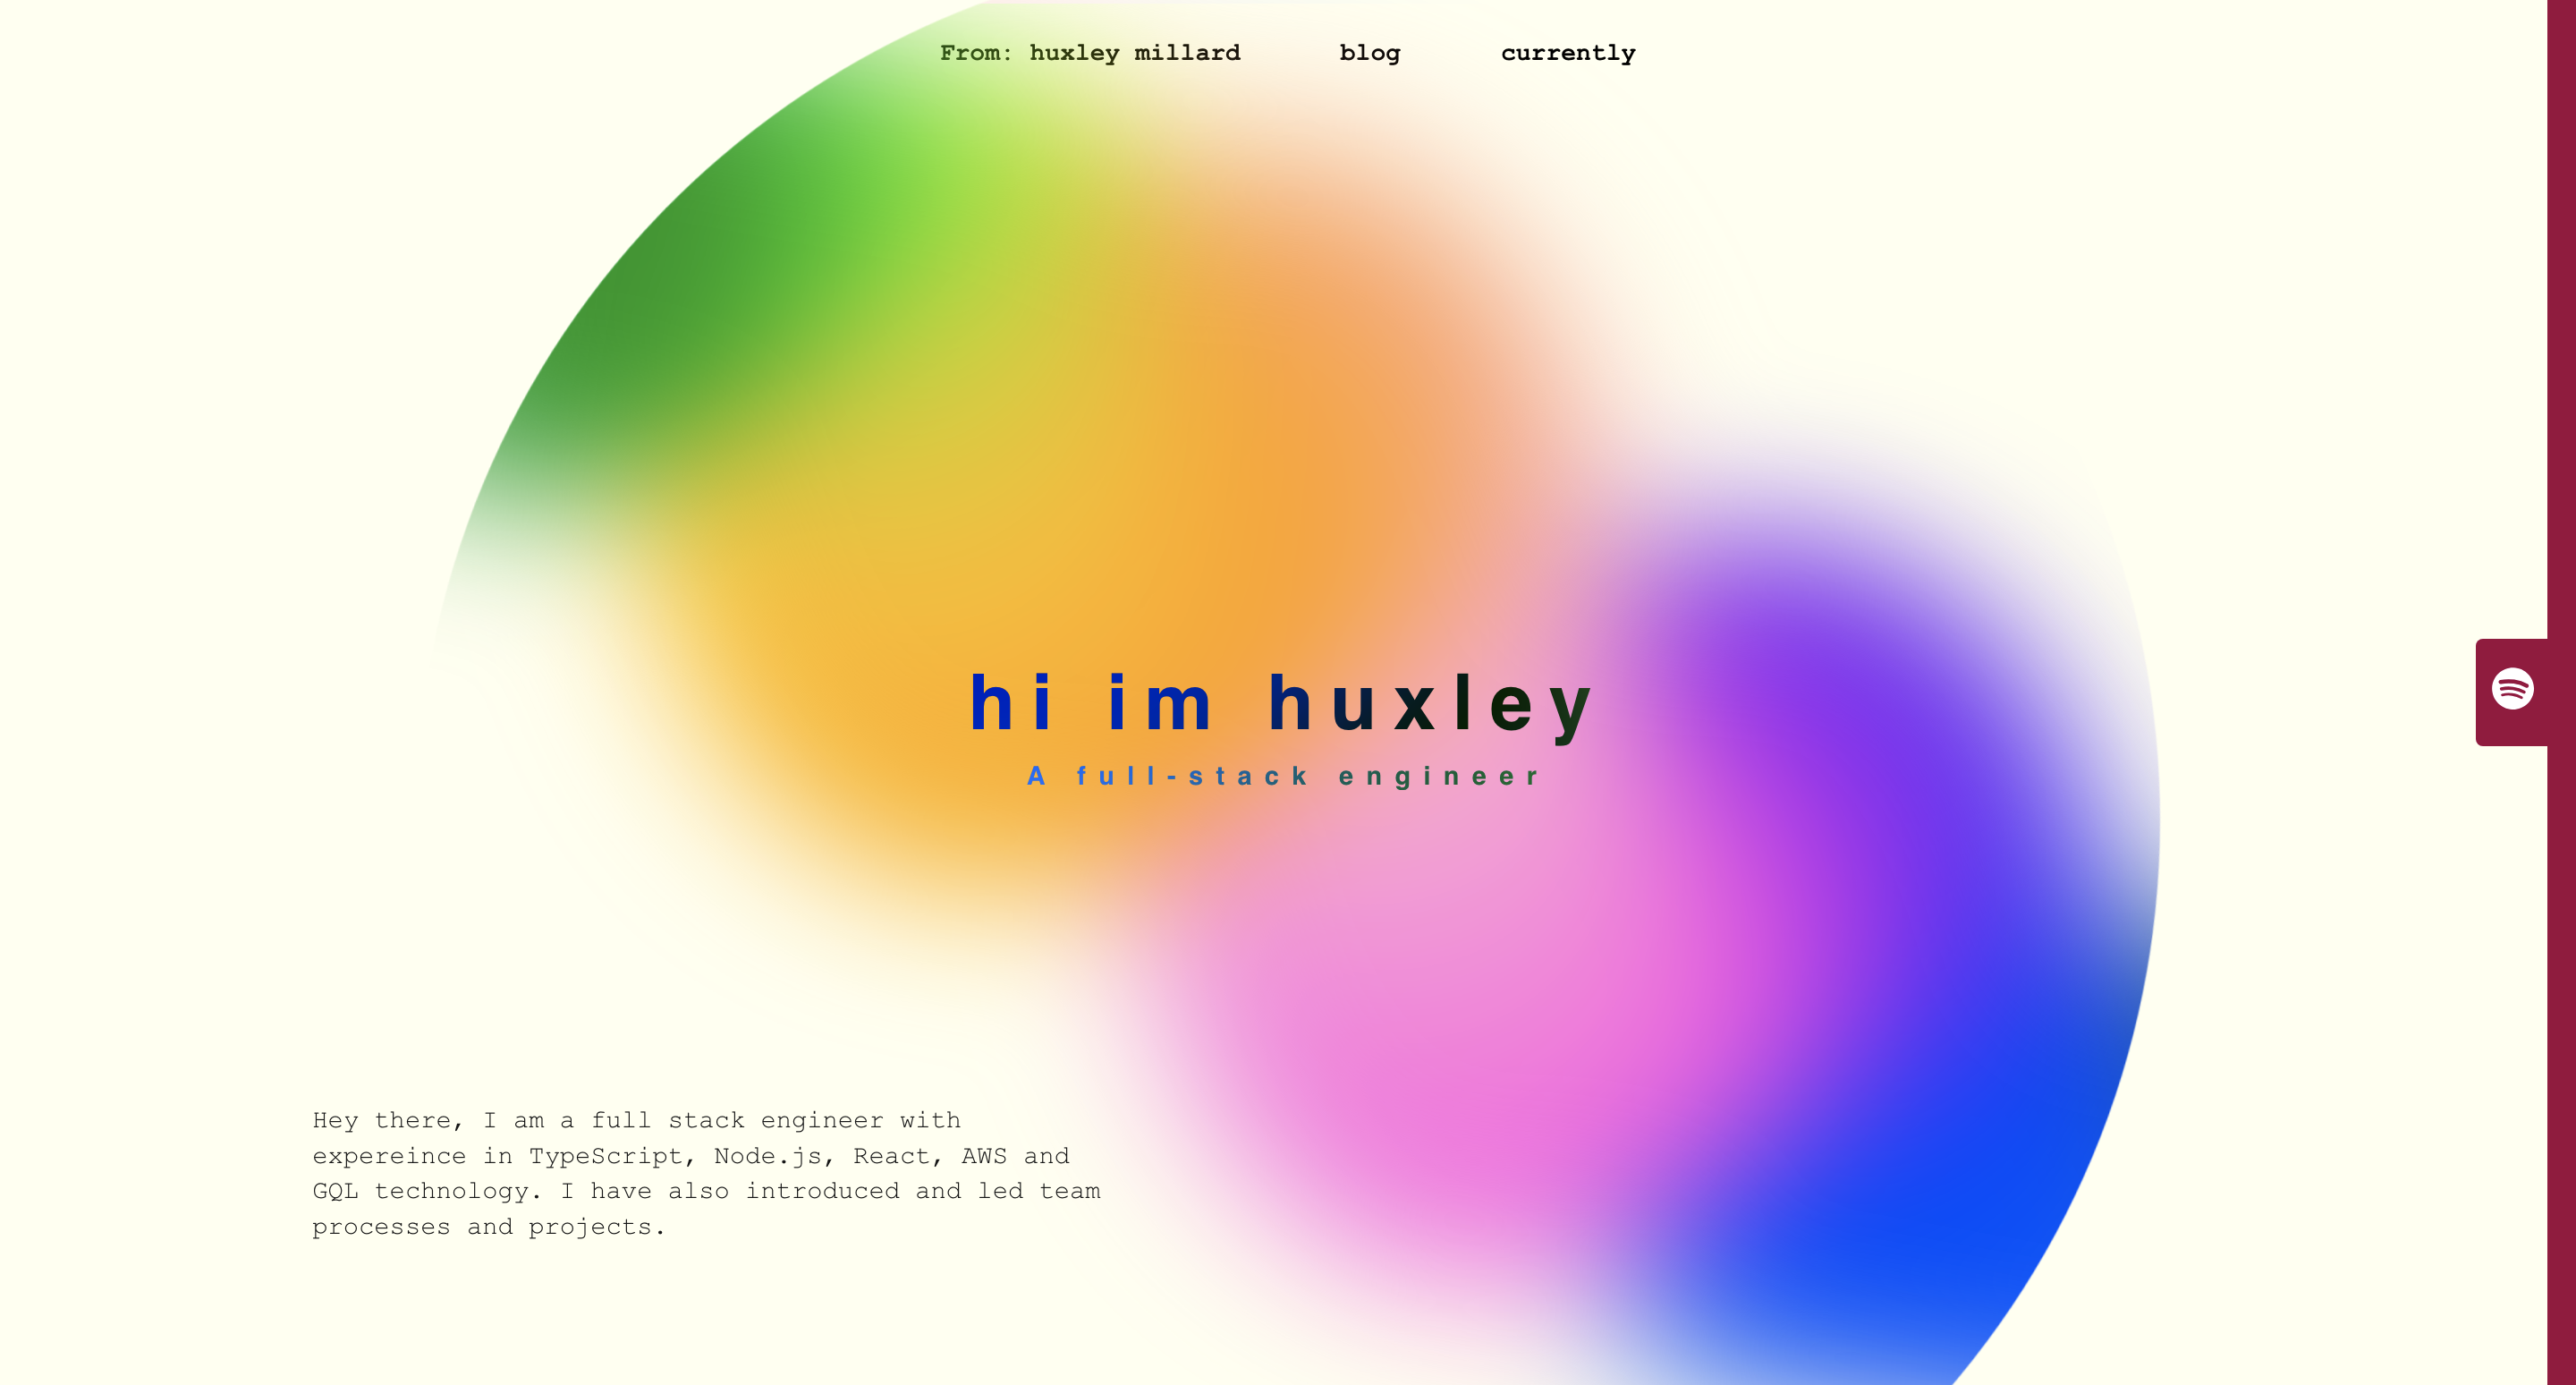 From: huxley millard blog currently
hi im huxley
A full-stack engineer
Hey there, I am a full stack engineer with
expereince in TypeScript, Node.js, React, AWS and
GQL technology. I have also introduced and led team
processes and projects.